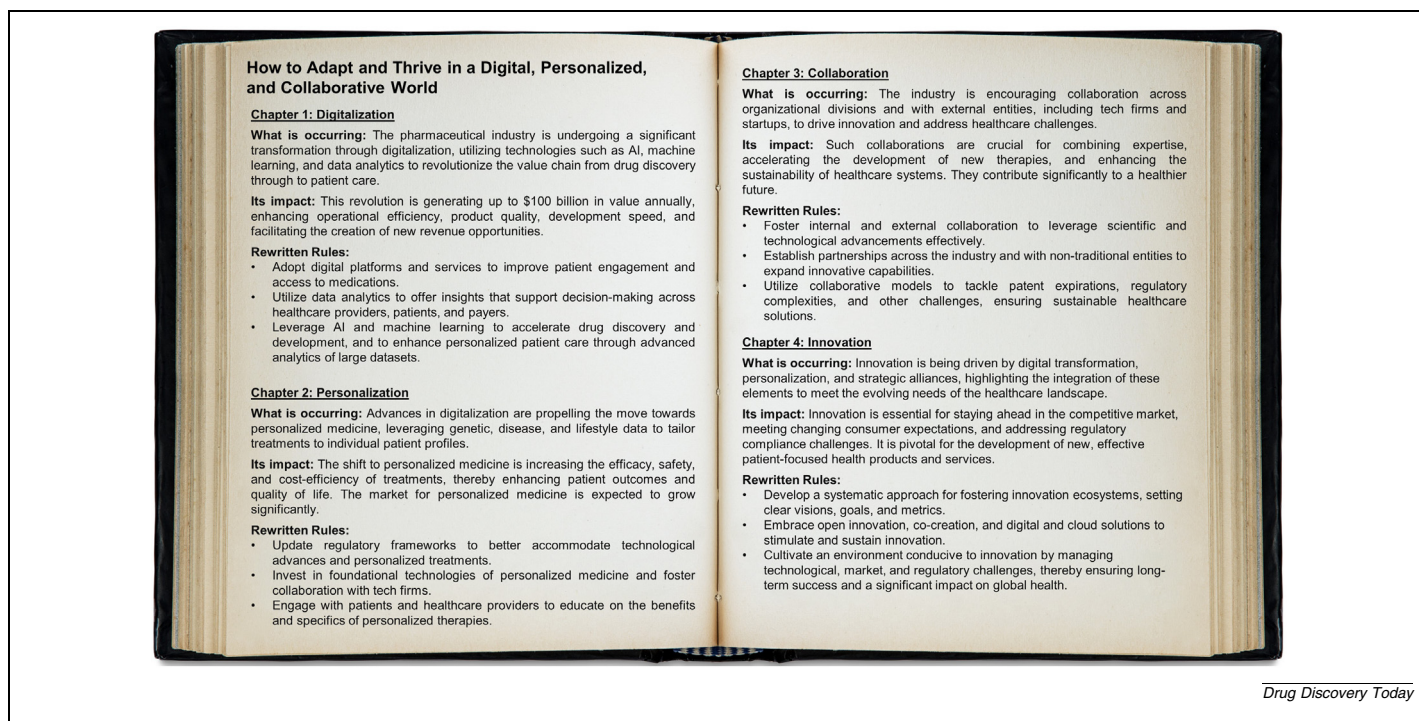 How to Adapt and Thrive in a Digital, Personalized,
and Collaborative World
Chapter 1: Digitalization
What is occurring: The pharmaceutical industry is undergoing a significant
transformation through digitalization, utilizing technologies such as AI, machine
learning, and data analytics to revolutionize the value chain from drug discovery
through to patient care.
Its impact: This revolution is generating up to $100 billion in value annually,
enhancing operational efficiency, product quality, development speed, and
facilitating the creation of new revenue opportunities.
Rewritten Rules:
• Adopt digital platforms and services to improve patient engagement and
access to medications.
• Utilize data analytics to offer insights that support decision-making across
healthcare providers, patients, and payers.
• Leverage AI and machine learning to accelerate drug discovery and
development, and to enhance personalized patient care through advanced
analytics of large datasets.
Chapter 2: Personalization
What is occurring: Advances in digitalization are propelling the move towards
personalized medicine, leveraging genetic, disease, and lifestyle data to tailor
treatments to individual patient profiles.
Its impact: The shift to personalized medicine is increasing the efficacy, safety,
and cost-efficiency of treatments, thereby enhancing patient outcomes and
quality of life. The market for personalized medicine is expected to grow
significantly.
Rewritten Rules:
• Update regulatory frameworks to better accommodate technological
advances and personalized treatments.
• Invest in foundational technologies of personalized medicine and foster
collaboration with tech firms.
• Engage with patients and healthcare providers to educate on the benefits
and specifics of personalized therapies.
Chapter 3: Collaboration
What is occurring: The industry is encouraging collaboration across
organizational divisions and with external entities, including tech firms and
startups, to drive innovation and address healthcare challenges.
Its impact: Such collaborations are crucial for combining expertise,
accelerating the development of new therapies, and enhancing the
sustainability of healthcare systems. They contribute significantly to a healthier
future.
Rewritten Rules:
• Foster internal and external collaboration to leverage scientific and
technological advancements effectively.
• Establish partnerships across the industry and with non-traditional entities to
expand innovative capabilities.
• Utilize collaborative models to tackle patent expirations, regulatory
complexities, and other challenges, ensuring sustainable healthcare
solutions.
Chapter 4: Innovation
What is occurring: Innovation is being driven by digital transformation,
personalization, and strategic alliances, highlighting the integration of these
elements to meet the evolving needs of the healthcare landscape.
Its impact: Innovation is essential for staying ahead in the competitive market,
meeting changing consumer expectations, and addressing regulatory
compliance challenges. It is pivotal for the development of new, effective
patient-focused health products and services.
Rewritten Rules:
• Develop a systematic approach for fostering innovation ecosystems, setting
clear visions, goals, and metrics.
• Embrace open innovation, co-creation, and digital and cloud solutions to
stimulate and sustain innovation.
• Cultivate an environment conducive to innovation by managing
technological, market, and regulatory challenges, thereby ensuring long-
term success and a significant impact on global health.
Drug Discovery Today